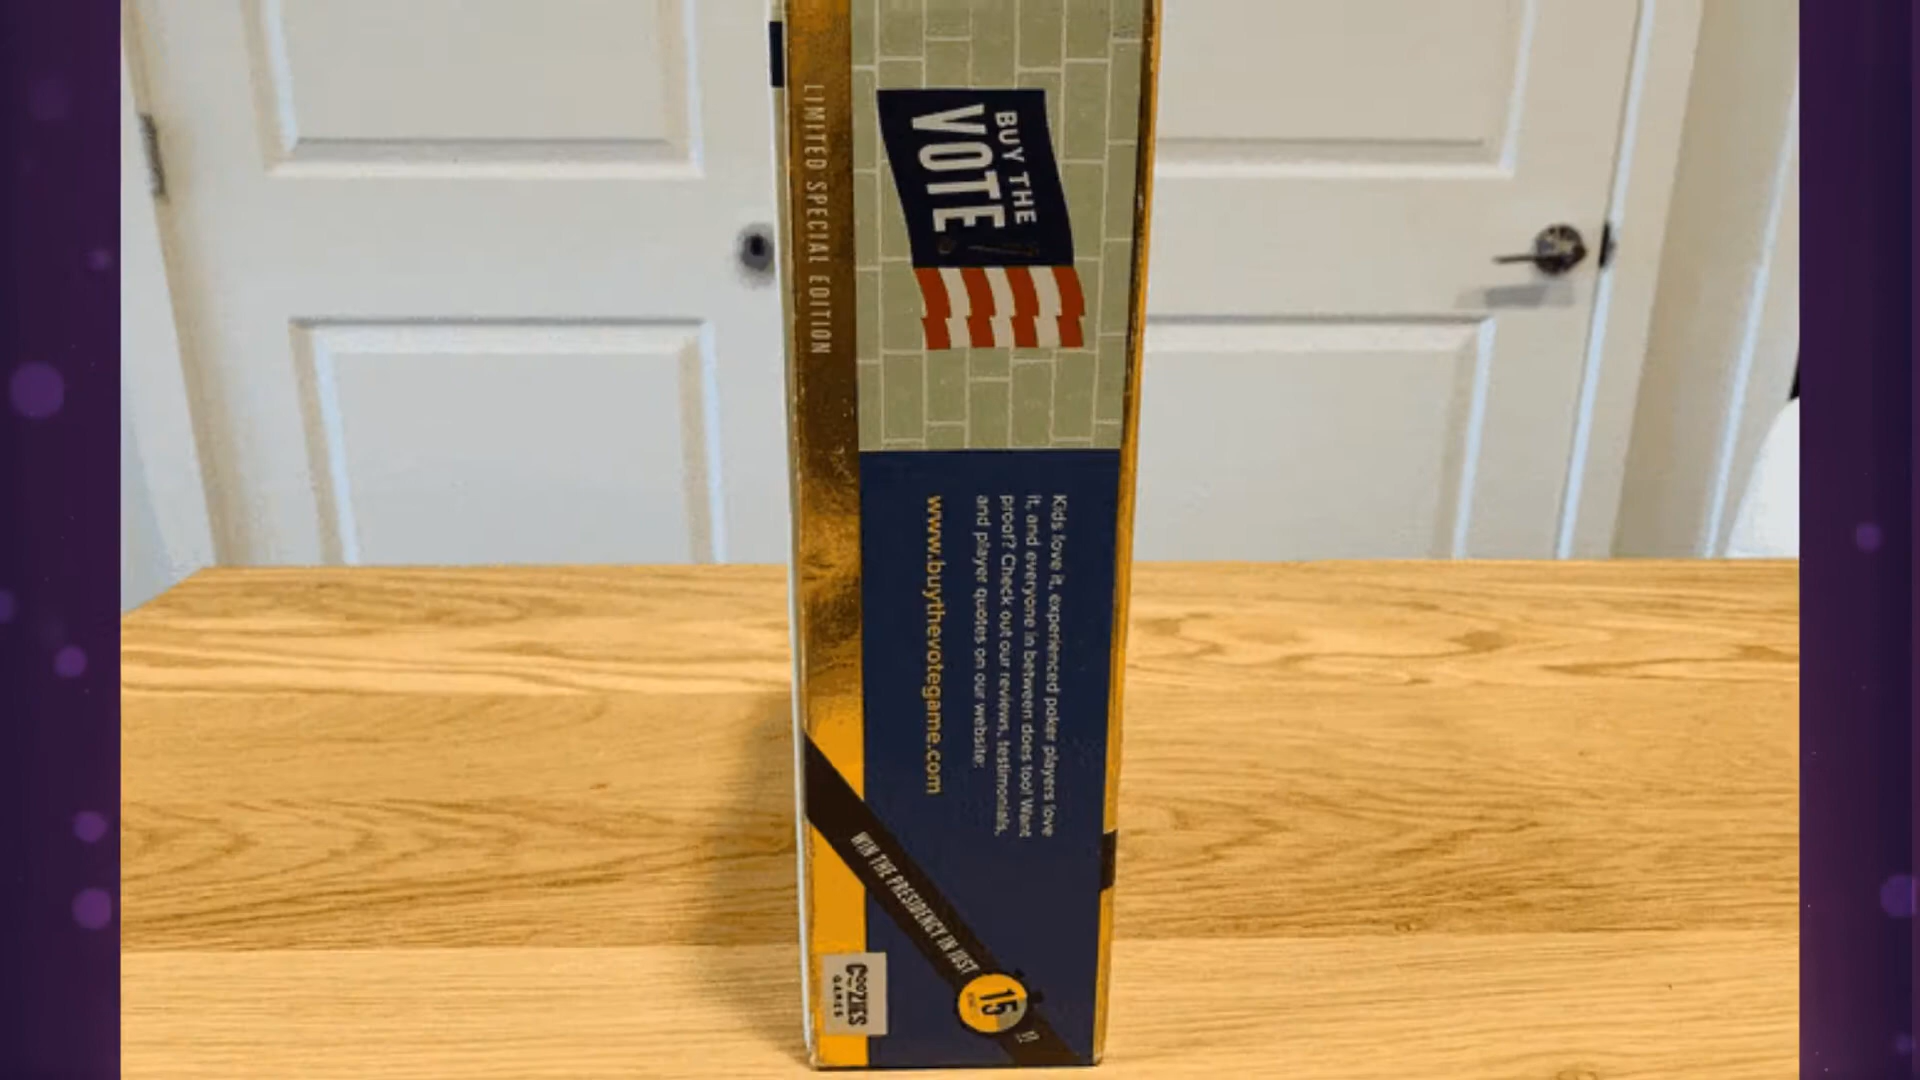 LIMITED SPECIAL EDITION
BUY THE
VOTE
Kids love it, experienced poker players love
it, and everyone in between does too! Want
proof? Check out our reviews, testimonials,
and player quotes on our website:
www.buythevotegame.com
WIN THE PRESIDENCY IN JUST
15
COOZIES
GAMES